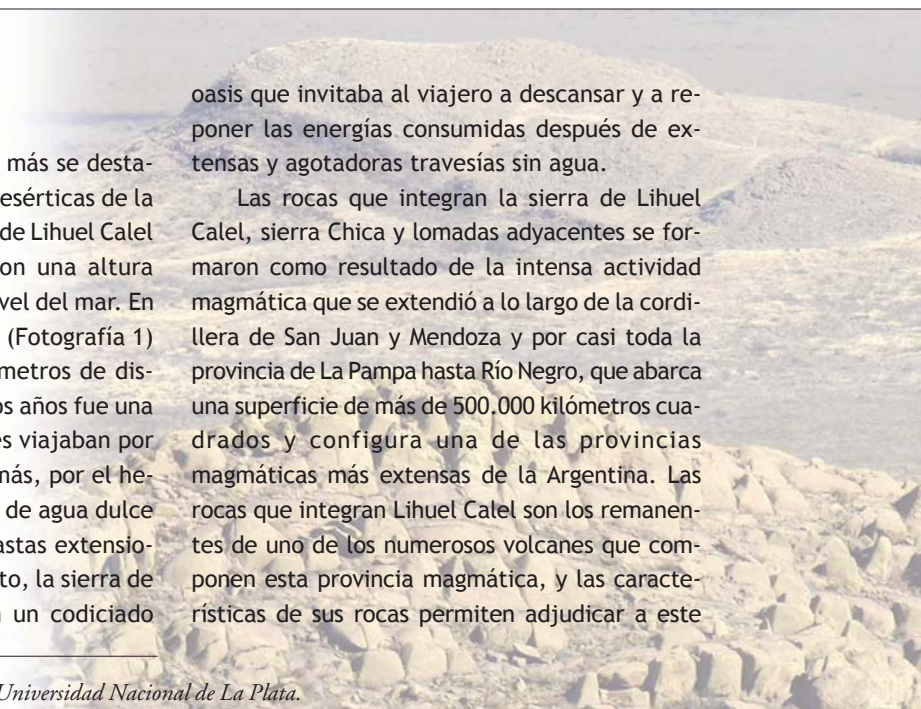 más se desta-
esérticas de la
de Lihuel Calel
on una altura
vel del mar. En
(Fotografía 1)
metros de dis-
os años fue una
es viajaban por
más, por el he-
de agua dulce
astas extensio-
to, la sierra de
un codiciado
oasis que invitaba al viajero a descansar y a re-
poner las energías consumidas después de ex-
tensas y agotadoras travesías sin agua.
Las rocas que integran la sierra de Lihuel
Calel, sierra Chica y lomadas adyacentes se for-
maron como resultado de la intensa actividad
magmática que se extendió a lo largo de la cordi-
llera de San Juan y Mendoza y por casi toda la
provincia de La Pampa hasta Río Negro, que abarca
una superficie de más de 500.000 kilómetros cua-
drados y configura una de las provincias
magmáticas más extensas de la Argentina. Las
rocas que integran Lihuel Calel son los remanen-
tes de uno de los numerosos volcanes que com-
ponen esta provincia magmática, y las caracte-
rísticas de sus rocas permiten adjudicar a este
Universidad Nacional de La Plata.